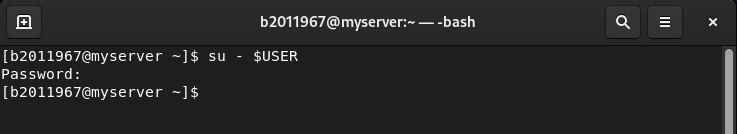 b2011967@myserver:~ — -bash
[b2011967@myserver ~]$ su - $USER
Password:
[b2011967@myserver ~]$